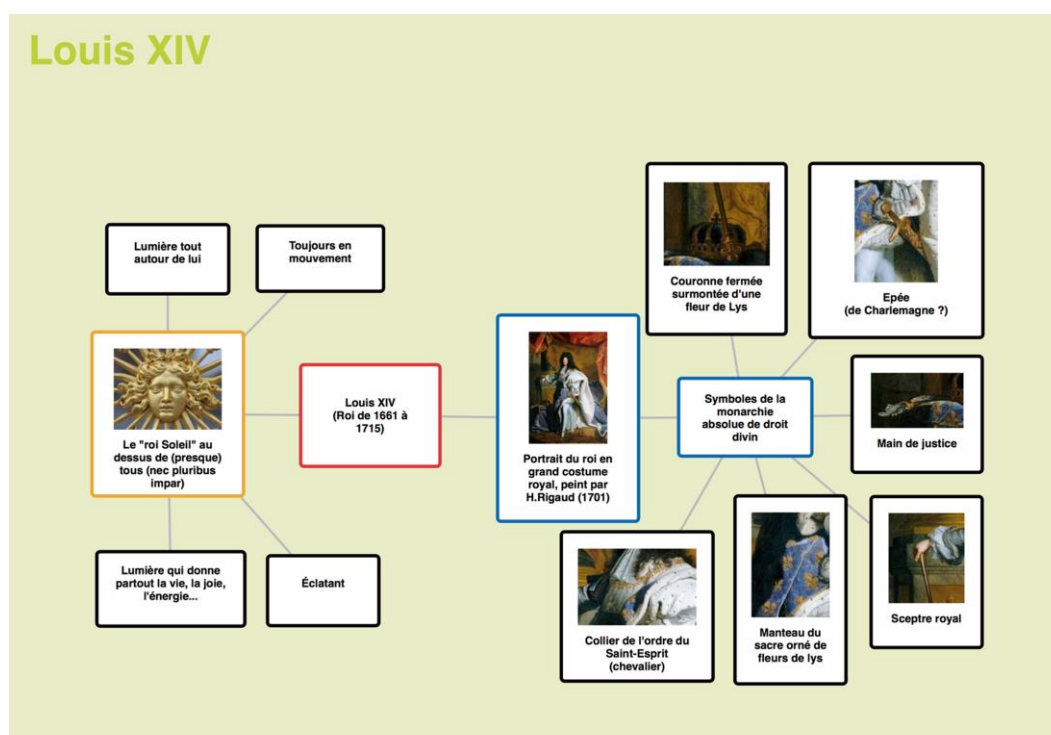 Louis XIV
Lumière tout
autour de lui
Toujours en
mouvement
Le "roi Soleil" au
dessus de (presque)
tous (nec pluribus
impar)
Lumière qui donne
partout la vie, la joie,
l'énergie...
Éclatant
Louis XIV
(Roi de 1661 à
1715)
Portrait du roi en
grand costume
royal, peint par
H.Rigaud (1701)
Symboles de la
monarchie
absolue de droit
divin
Couronne fermée
surmontée d'une
fleur de Lys
Epée
(de Charlemagne ?)
Main de justice
Sceptre royal
Manteau du
sacre orné de
fleurs de lys
Collier de l'ordre du
Saint-Esprit
(chevalier)